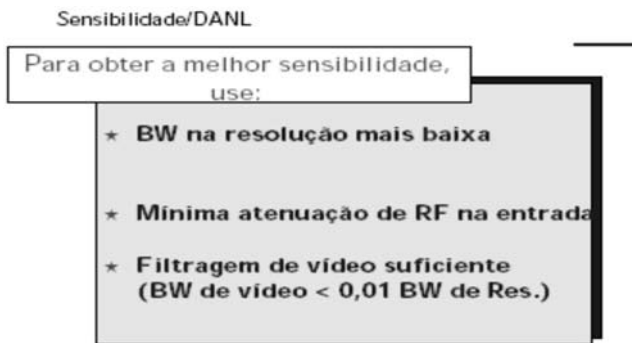 Sensibilidade/DANL
Para obter a melhor sensibilidade,
use:
★ BW na resolução mais baixa
★ Mínima atenuação de RF na entrada
★ Filtragem de vídeo suficiente
(BW de vídeo < 0,01 BW de Res.)